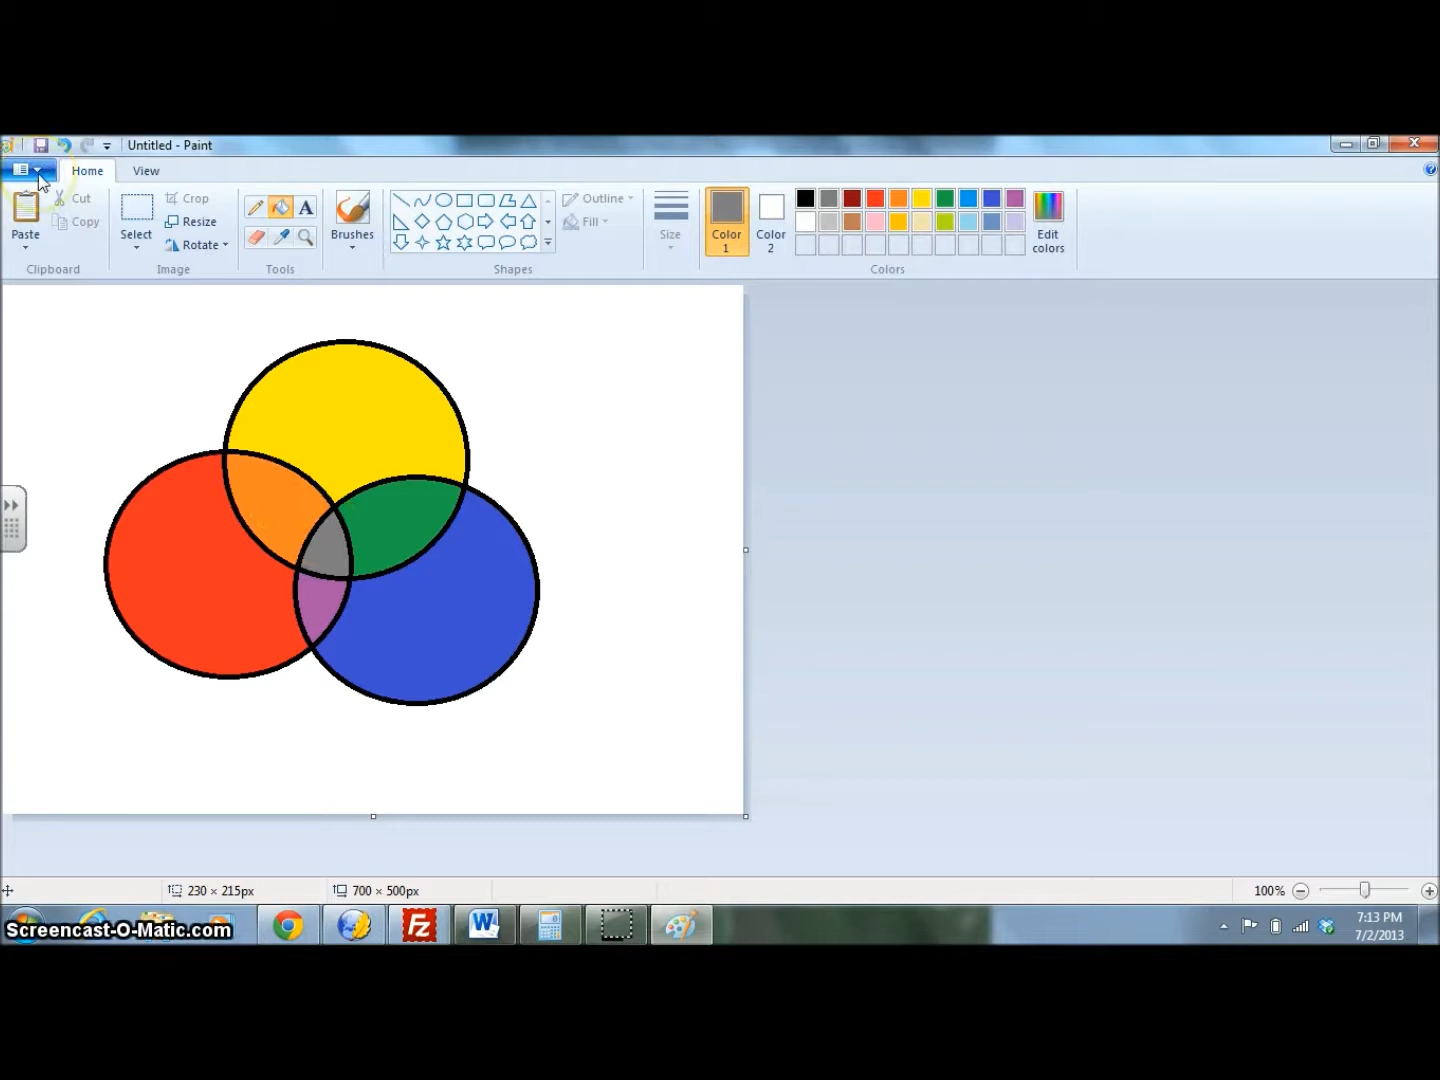 Untitled - Paint
Home View
Paste
Cut
Copy
Clipboard
Select
Crop
Resize
Rotate
Image
A
Tools
Brushes
Shapes
Outline
Fill
Size
Color
1
Color
2
Edit
colors
Colors
230 × 215px
700 × 500px
100%
Screencast-O-Matic.com
Fz
W
7:13 PM
7/2/2013